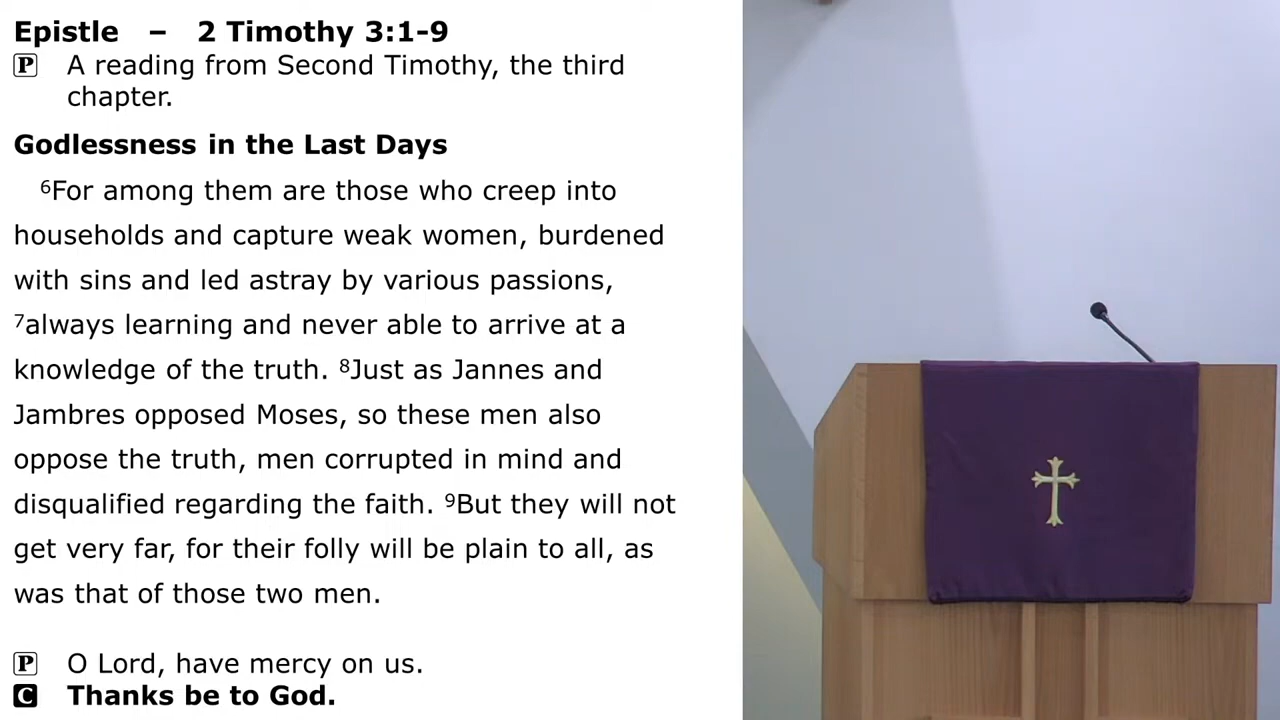 Epistle – 2 Timothy 3:1-9
P A reading from Second Timothy, the third
chapter.
Godlessness in the Last Days
6For among them are those who creep into
households and capture weak women, burdened
with sins and led astray by various passions,
7always learning and never able to arrive at a
knowledge of the truth. 8Just as Jannes and
Jambres opposed Moses, so these men also
oppose the truth, men corrupted in mind and
disqualified regarding the faith. 9But they will not
get very far, for their folly will be plain to all, as
was that of those two men.
P O Lord, have mercy on us.
C Thanks be to God.